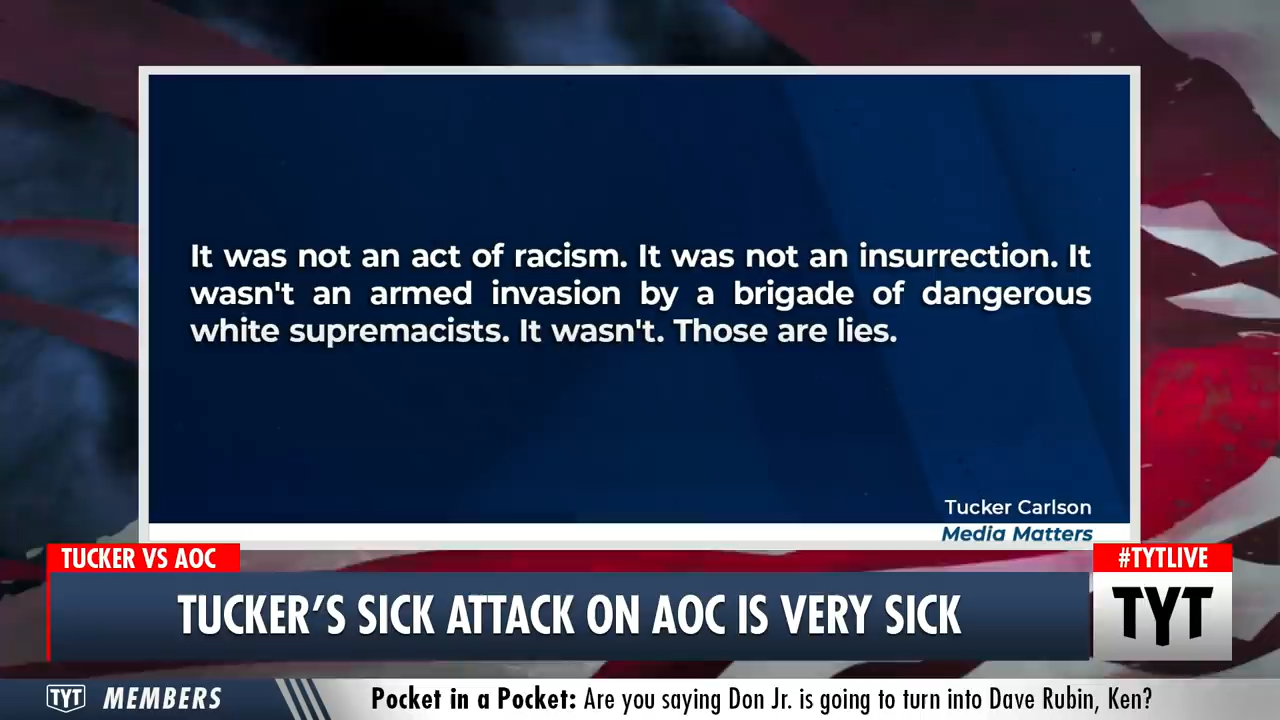 It was not an act of racism. It was not an insurrection. It
wasn't an armed invasion by a brigade of dangerous
white supremacists. It wasn't. Those are lies.
Tucker Carlson
Media Matters
TUCKER VS AOC
#TYTLIVE
TUCKER’S SICK ATTACK ON AOC IS VERY SICK
TYT
TYT MEMBERS
Pocket in a Pocket: Are you saying Don Jr. is going to turn into Dave Rubin, Ken?